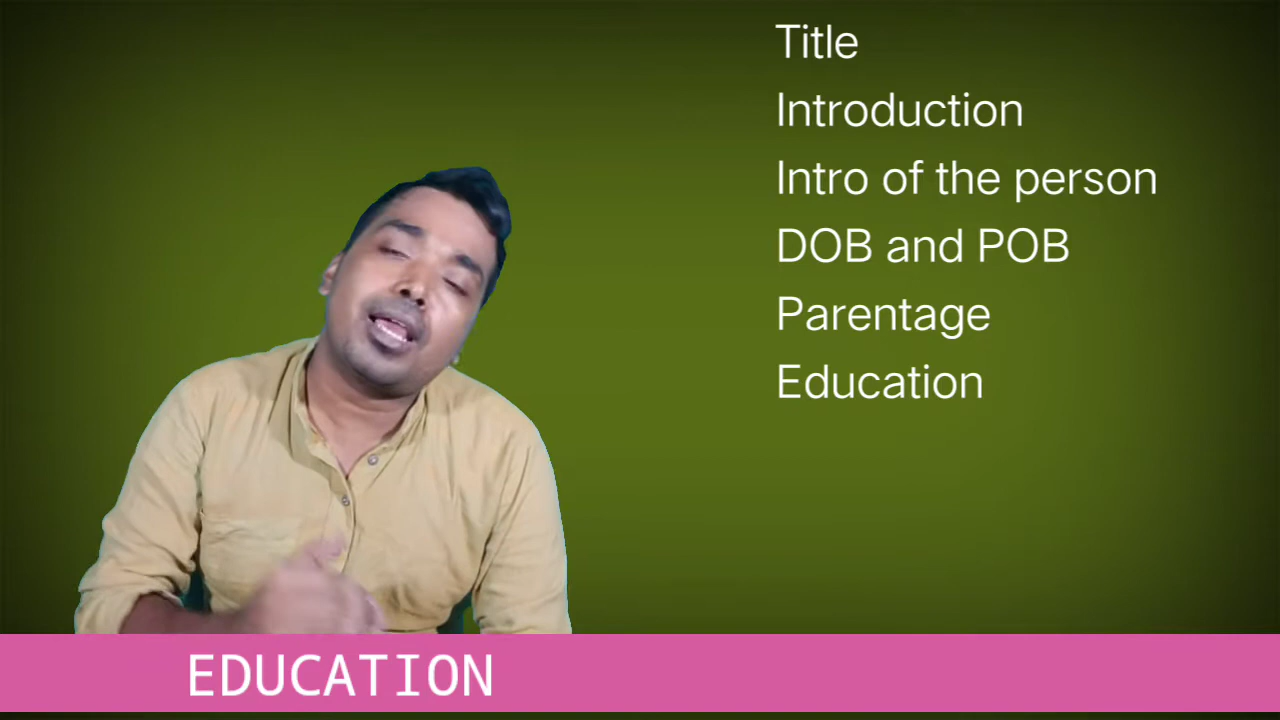 Title
Introduction
Intro of the person
DOB and POB
Parentage
Education
EDUCATION